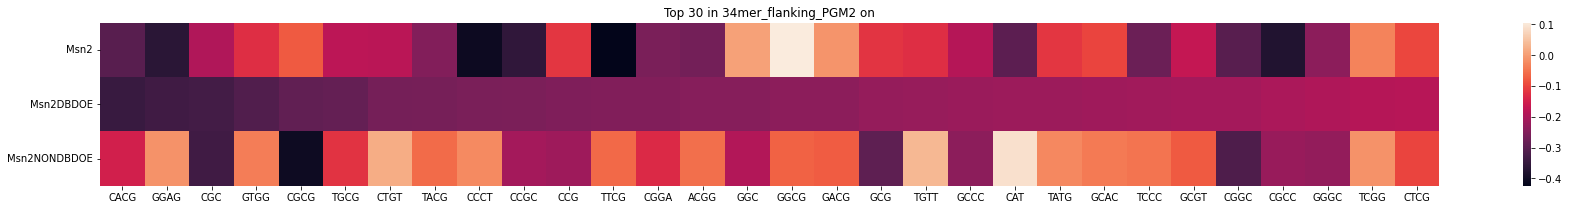 Top 30 in 34mer_flanking_PGM2 on
Msn2
Msn2DBDOE
Msn2NONDBDOE
CACG GGAG CGC GTGG CGCG TGCG CTGT TACG CCCT CCGC CCG TTCG CGGA ACGG GGC GGCG GACG GCG TGTT GCCC CAT TATG GCAC TCCC GCGT CGGC CGCC GGGC TCGG CTCG
0.1
0.0
−0.1
−0.2
−0.3
−0.4